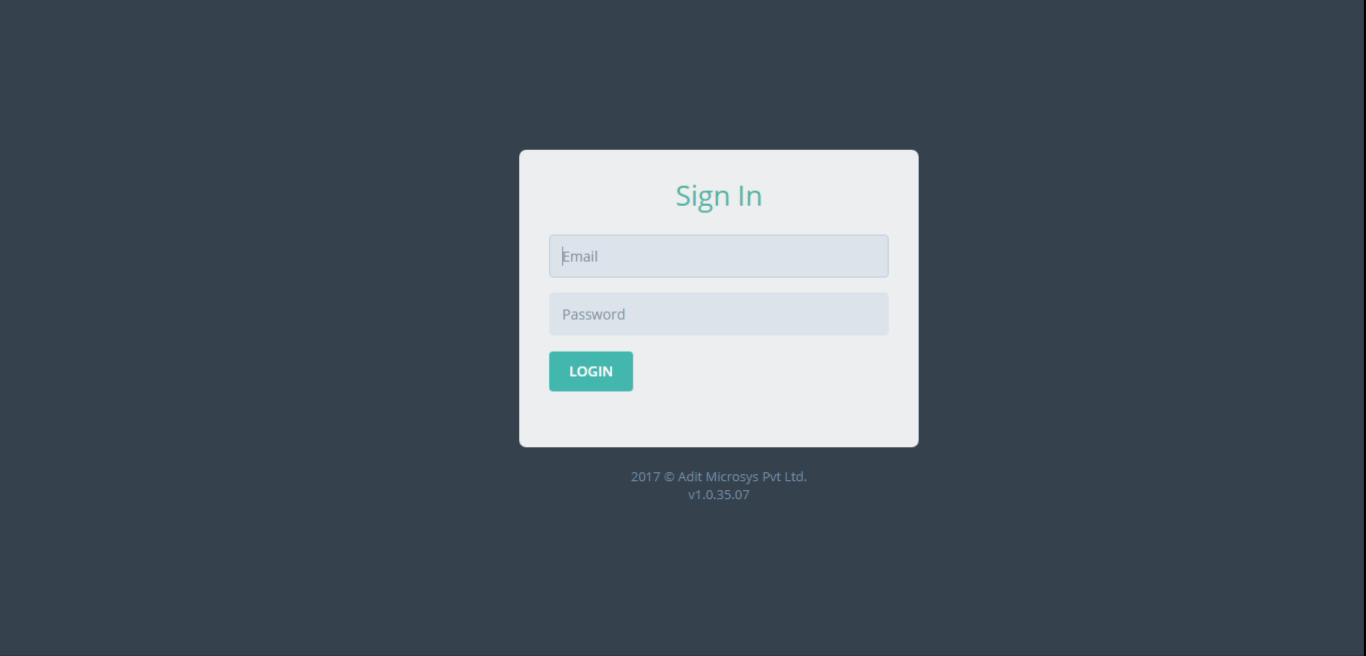 Sign In
Email
Password
LOGIN
2017 © Adit Microsys Pvt Ltd.
v1.0.35.07